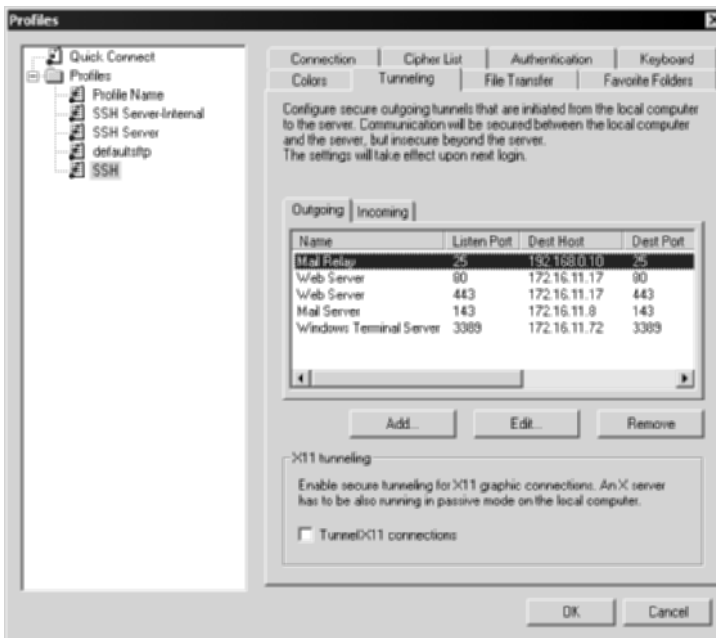 Profiles
Quick Connect
Profiles
Profile Name
SSH Server-Internal
SSH Server
defaultsftp
SSH
Connection Cipher List Authentication Keyboard
Colors Tunneling File Transfer Favorite Folders
Configure secure outgoing tunnels that are initiated from the local computer
to the server. Communication will be secured between the local computer
and the server, but insecure beyond the server.
The settings will take effect upon next login.
Outgoing Incoming
Name Listen Port Dest Host Dest Port
Mail Relay 25 192.168.0.10 25
Web Server 80 172.16.11.17 80
Web Server 443 172.16.11.17 443
Mail Server 143 172.16.11.8 143
Windows Terminal Server 3389 172.16.11.72 3389
Add... Edit... Remove
X11 tunneling
Enable secure tunneling for X11 graphic connections. An X server
has to be also running in passive mode on the local computer.
Tunnel X11 connections
OK Cancel